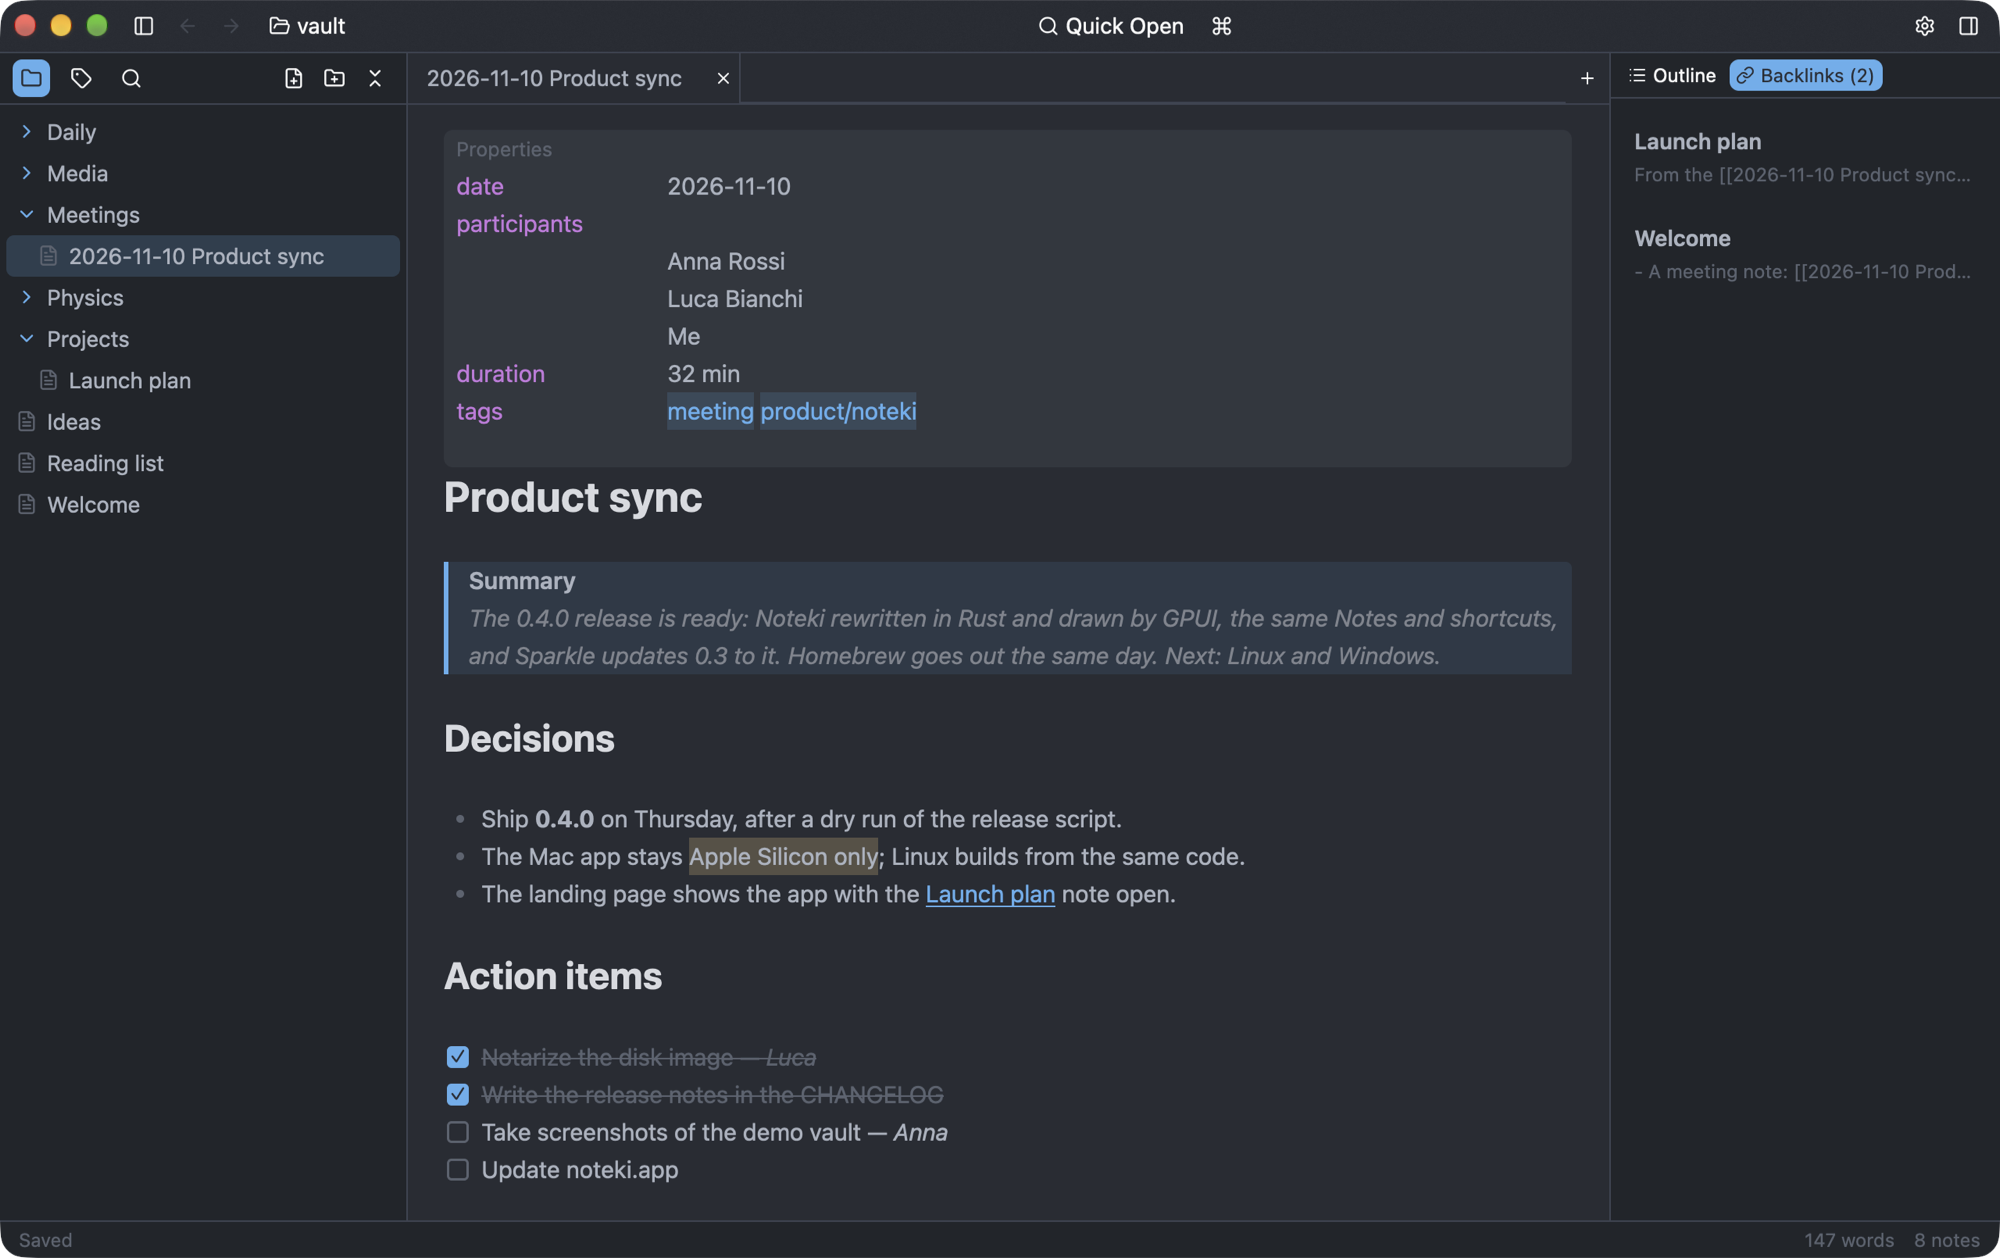 vault
Quick Open ⌘
2026-11-10 Product sync
Outline
Backlinks (2)
Daily
Media
Meetings
2026-11-10 Product sync
Physics
Projects
Launch plan
Ideas
Reading list
Welcome
Properties
date 2026-11-10
participants
Anna Rossi
Luca Bianchi
Me
duration 32 min
tags meeting product/noteki
Product sync
Summary
The 0.4.0 release is ready: Noteki rewritten in Rust and drawn by GPUI, the same Notes and shortcuts,
and Sparkle updates 0.3 to it. Homebrew goes out the same day. Next: Linux and Windows.
Decisions
• Ship 0.4.0 on Thursday, after a dry run of the release script.
• The Mac app stays Apple Silicon only; Linux builds from the same code.
• The landing page shows the app with the Launch plan note open.
Action items
Notarize the disk image — Luca
Write the release notes in the CHANGELOG
Take screenshots of the demo vault — Anna
Update noteki.app
Launch plan
From the [[2026-11-10 Product sync...
Welcome
- A meeting note: [[2026-11-10 Prod...
Saved
147 words 8 notes